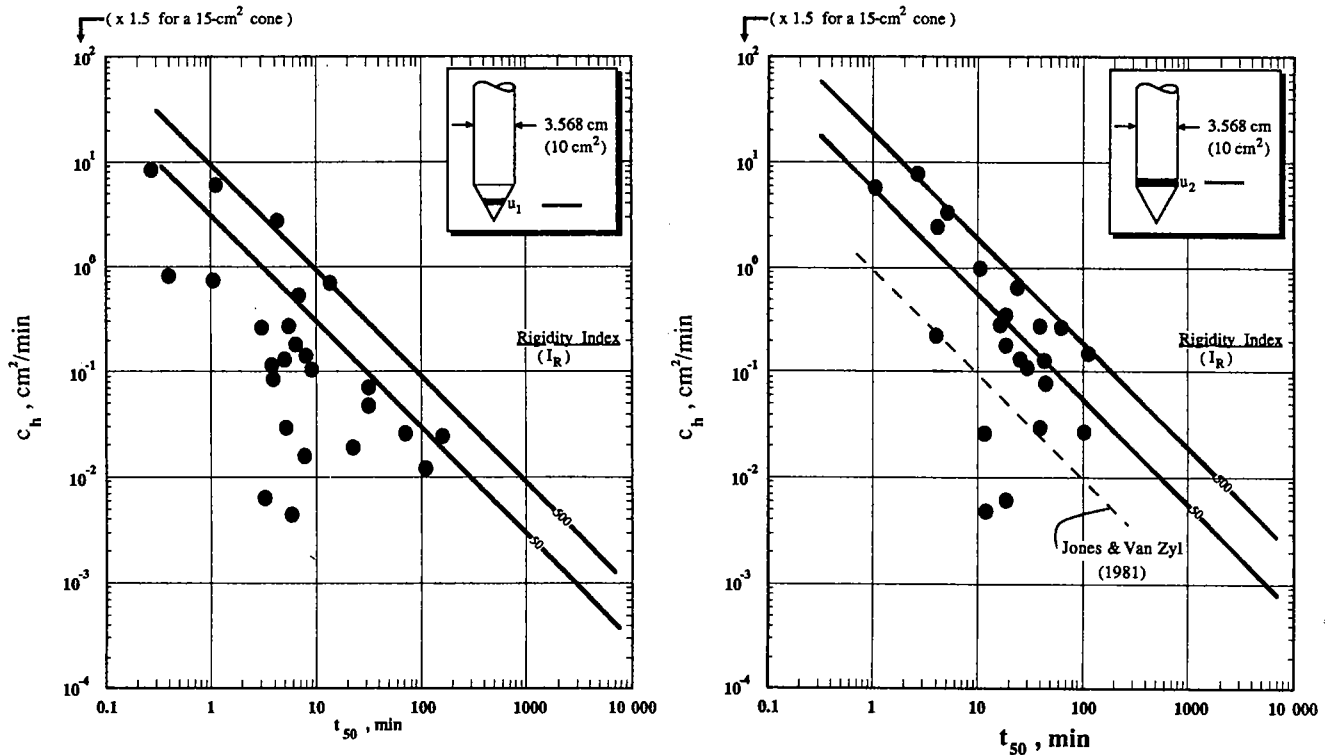 ( x 1.5 for a 15-cm² cone )
10²
10¹
10⁰
10⁻¹
10⁻²
10⁻³
10⁻⁴
c_h , cm²/min
0.1
1
10
100
1000
10 000
t₅₀ , min
3.568 cm
(10 cm²)
u₁
Rigidity Index
(I_R)
500
50
( x 1.5 for a 15-cm² cone )
10²
10¹
10⁰
10⁻¹
10⁻²
10⁻³
10⁻⁴
c_h , cm²/min
0.1
1
10
100
1000
10 000
t₅₀ , min
3.568 cm
(10 cm²)
u₂
Rigidity Index
(I_R)
500
50
Jones & Van Zyl
(1981)